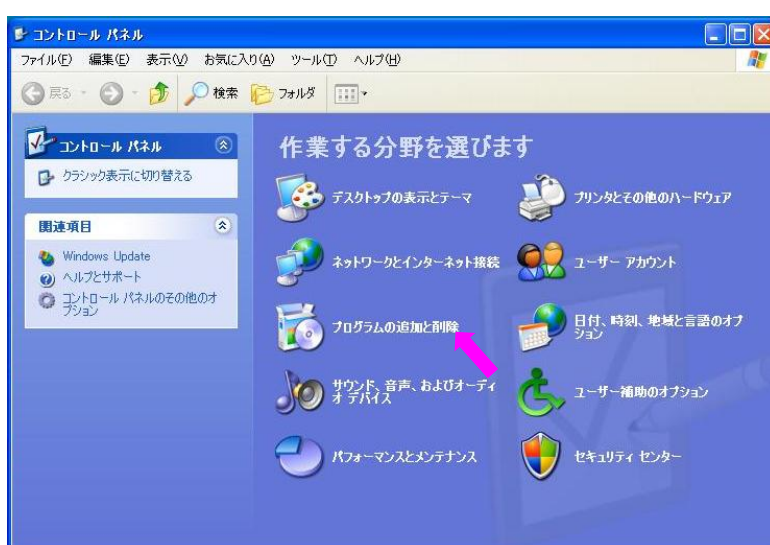 コントロール パネル
ファイル(F) 編集(E) 表示(V) お気に入り(A) ツール(T) ヘルプ(H)
戻る 検索 フォルダ
コントロール パネル
クラシック表示に切り替える
関連項目
Windows Update
ヘルプとサポート
コントロール パネルのその他のオ
プション
作業する分野を選びます
デスクトップの表示とテーマ
プリンタとその他のハードウェア
ネットワークとインターネット接続
ユーザー アカウント
プログラムの追加と削除
日付、時刻、地域と言語のオプ
ション
サウンド、音声、およびオーディ
オ デバイス
ユーザー補助のオプション
パフォーマンスとメンテナンス
セキュリティ センター